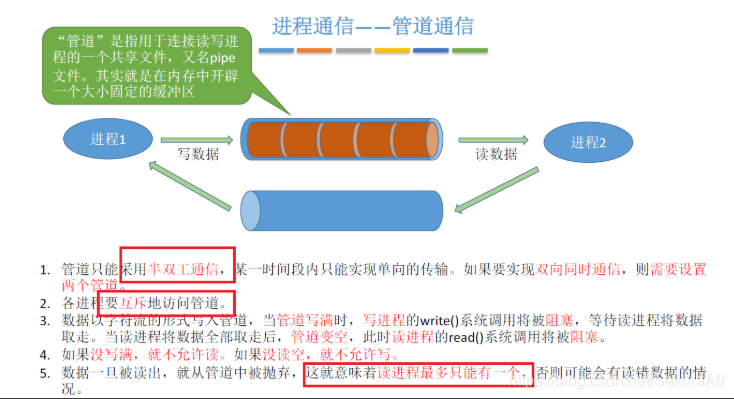 进程通信——管道通信
“管道”是指用于连接读写进
程的一个共享文件，又名pipe
文件。其实就是在内存中开辟
一个大小固定的缓冲区
进程1
写数据
读数据
进程2
1. 管道只能采用半双工通信，某一时间段内只能实现单向的传输。如果要实现双向同时通信，则需要设置
两个管道。
2. 各进程要互斥地访问管道。
3. 数据以字符流的形式写入管道，当管道写满时，写进程的write()系统调用将被阻塞，等待读进程将数据
取走。当读进程将数据全部取走后，管道变空，此时读进程的read()系统调用将被阻塞。
4. 如果没写满，就不允许读。如果没读空，就不允许写。
5. 数据一旦被读出，就从管道中被抛弃，这就意味着读进程最多只能有一个，否则可能会有读错数据的情
况。
https://blog.csdn.net/SakuraA6